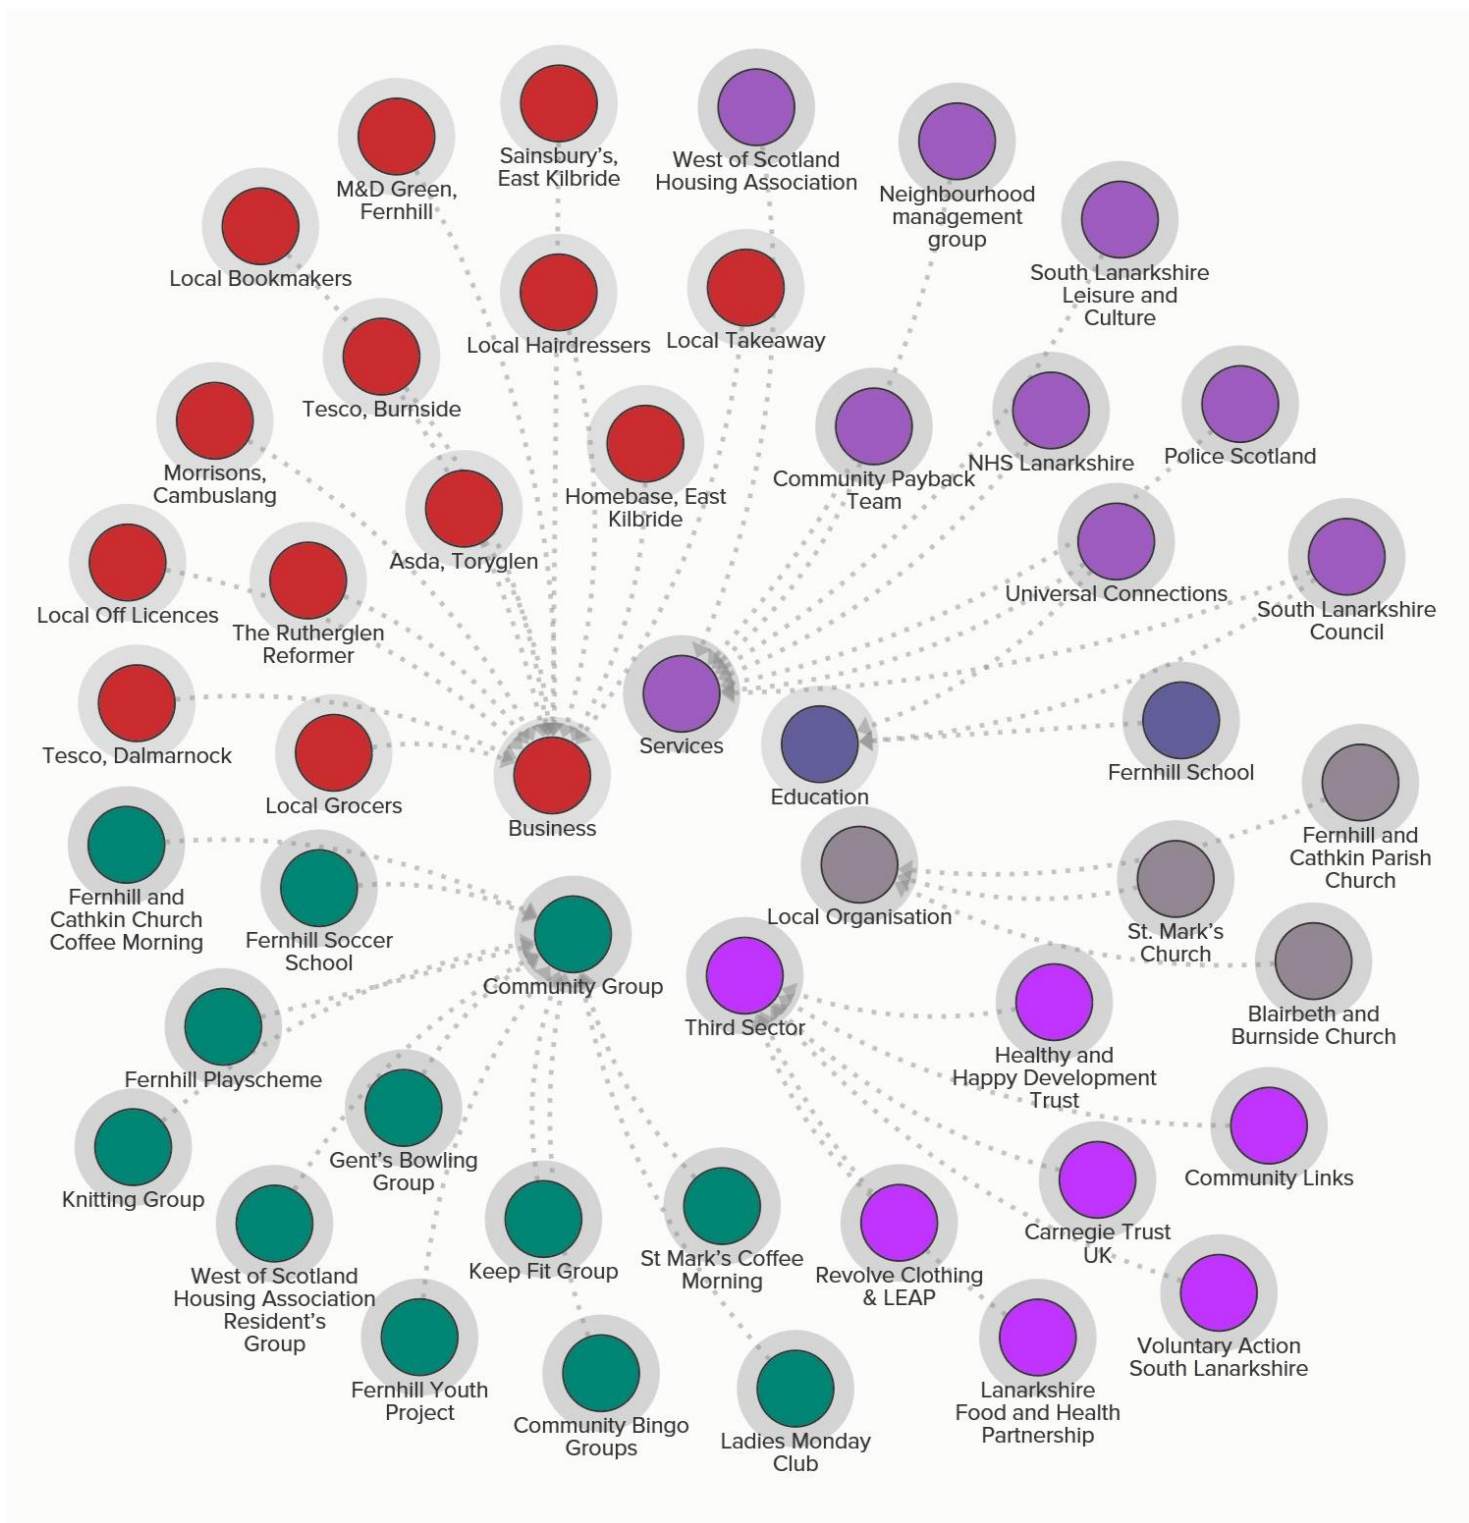 Sainsbury's,
East Kilbride
West of Scotland
Housing Association
M&D Green,
Fernhill
Neighbourhood
management
group
Local Bookmakers
South Lanarkshire
Leisure and
Culture
Local Hairdressers
Local Takeaway
Tesco, Burnside
Morrisons,
Cambuslang
Homebase, East
Kilbride
Community Payback
Team
NHS Lanarkshire
Police Scotland
Asda, Toryglen
Local Off Licences
The Rutherglen
Reformer
Universal Connections
South Lanarkshire
Council
Tesco, Dalmarnock
Local Grocers
Business
Services
Education
Fernhill School
Fernhill and
Cathkin Parish
Church
Fernhill and
Cathkin Church
Coffee Morning
Fernhill Soccer
School
Community Group
Local Organisation
St. Mark's
Church
Third Sector
Blairbeth and
Burnside Church
Fernhill Playscheme
Healthy and
Happy Development
Trust
Knitting Group
Gent's Bowling
Group
Community Links
West of Scotland
Housing Association
Resident's
Group
Keep Fit Group
St Mark's Coffee
Morning
Revolve Clothing
& LEAP
Carnegie Trust
UK
Fernhill Youth
Project
Community Bingo
Groups
Ladies Monday
Club
Lanarkshire
Food and Health
Partnership
Voluntary Action
South Lanarkshire